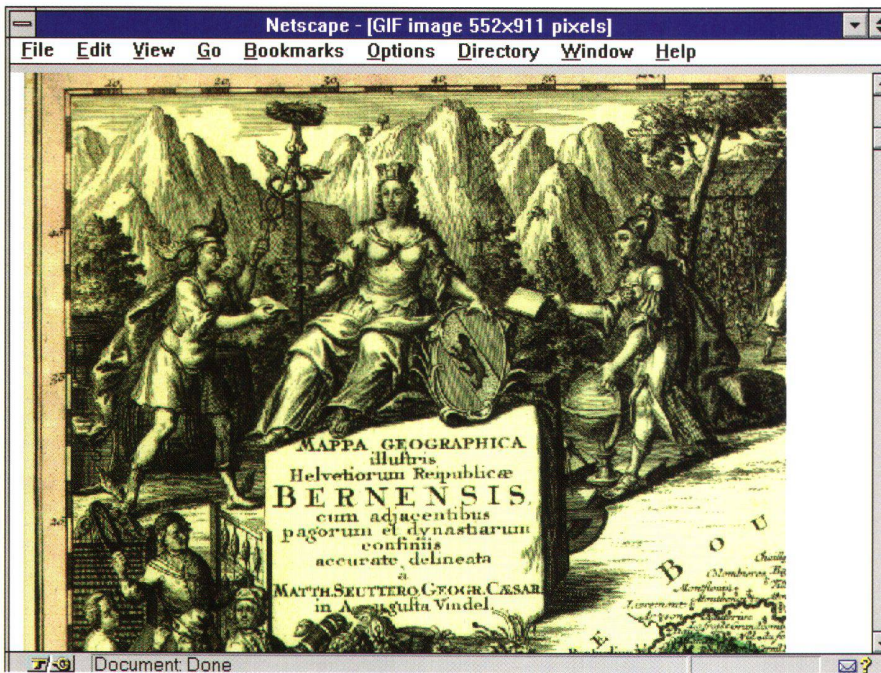 Netscape - [GIF image 552x911 pixels]
File Edit View Go Bookmarks Options Directory Window Help
MAPPA GEOGRAPHICA
illustris
Helvetiorum Reipublicæ
BERNENSIS,
cum adjacentibus
pagorum et dynastiarum
confiniis
accurate delineata
à
MATTH. SEUTTERO, GEOGR. CÆSAR.
in Augusta Vindel.
BOU
Document: Done